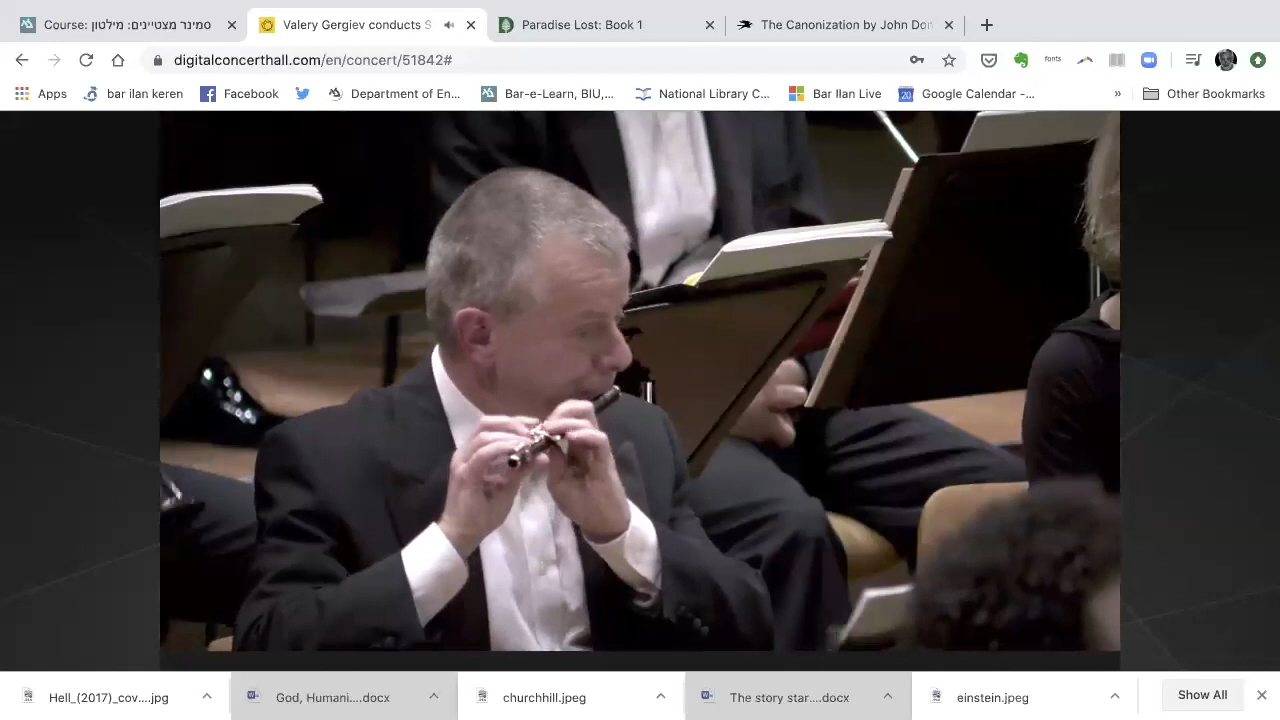 Course: סמינר מצטיינים: מילטון
Valery Gergiev conducts S
Paradise Lost: Book 1
The Canonization by John Don
digitalconcerthall.com/en/concert/51842#
fonts
Apps
bar ilan keren
Facebook
Department of En...
Bar-e-Learn, BIU,...
National Library C...
Bar Ilan Live
20
Google Calendar -...
»
Other Bookmarks
Hell_(2017)_cov....jpg
God, Humani....docx
churchhill.jpeg
The story star....docx
einstein.jpeg
Show All